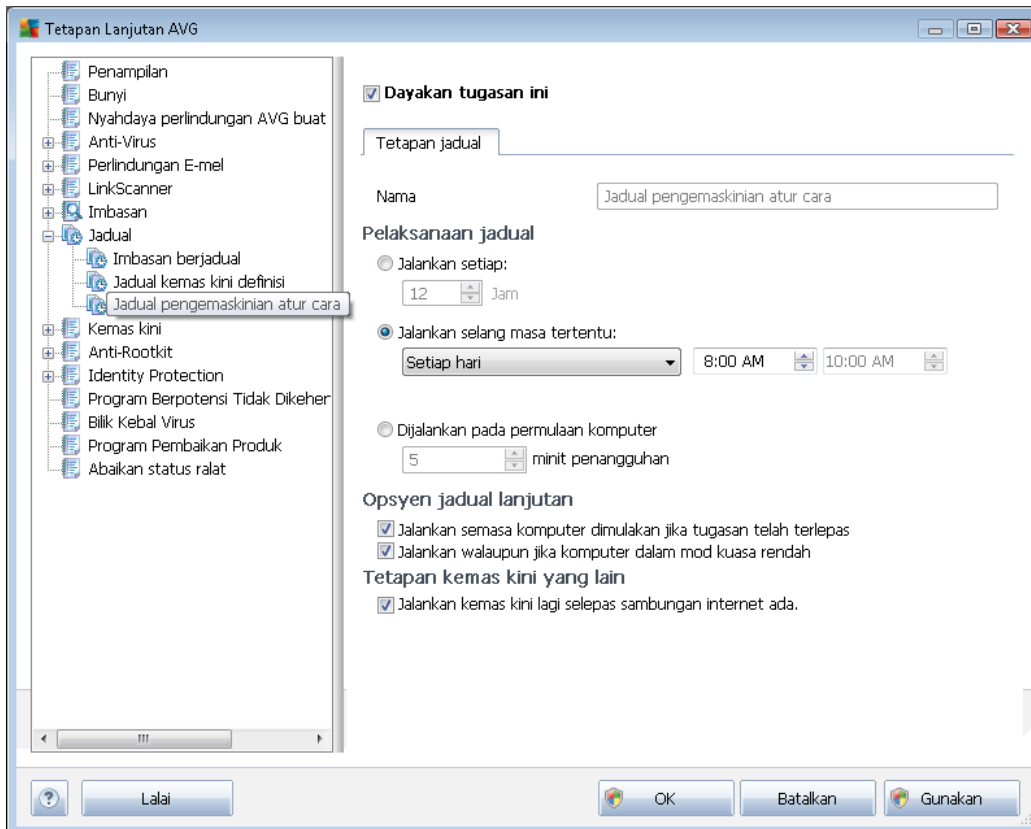 Tetapan Lanjutan AVG
Penampilan
Bunyi
Nyahdaya perlindungan AVG buat
Anti-Virus
Perlindungan E-mel
LinkScanner
Imbasan
Jadual
Imbasan berjadual
Jadual kemas kini definisi
Jadual pengemaskinian atur cara
Kemas kini
Anti-Rootkit
Identity Protection
Program Berpotensi Tidak Dikeher
Bilik Kebal Virus
Program Pembaikan Produk
Abaikan status ralat
Dayakan tugasan ini
Tetapan jadual
Nama Jadual pengemaskinian atur cara
Pelaksanaan jadual
Jalankan setiap:
12 Jam
Jalankan selang masa tertentu:
Setiap hari 8:00 AM 10:00 AM
Dijalankan pada permulaan komputer
5 minit penangguhan
Opsyen jadual lanjutan
Jalankan semasa komputer dimulakan jika tugasan telah terlepas
Jalankan walaupun jika komputer dalam mod kuasa rendah
Tetapan kemas kini yang lain
Jalankan kemas kini lagi selepas sambungan internet ada.
? Lalai OK Batalkan Gunakan